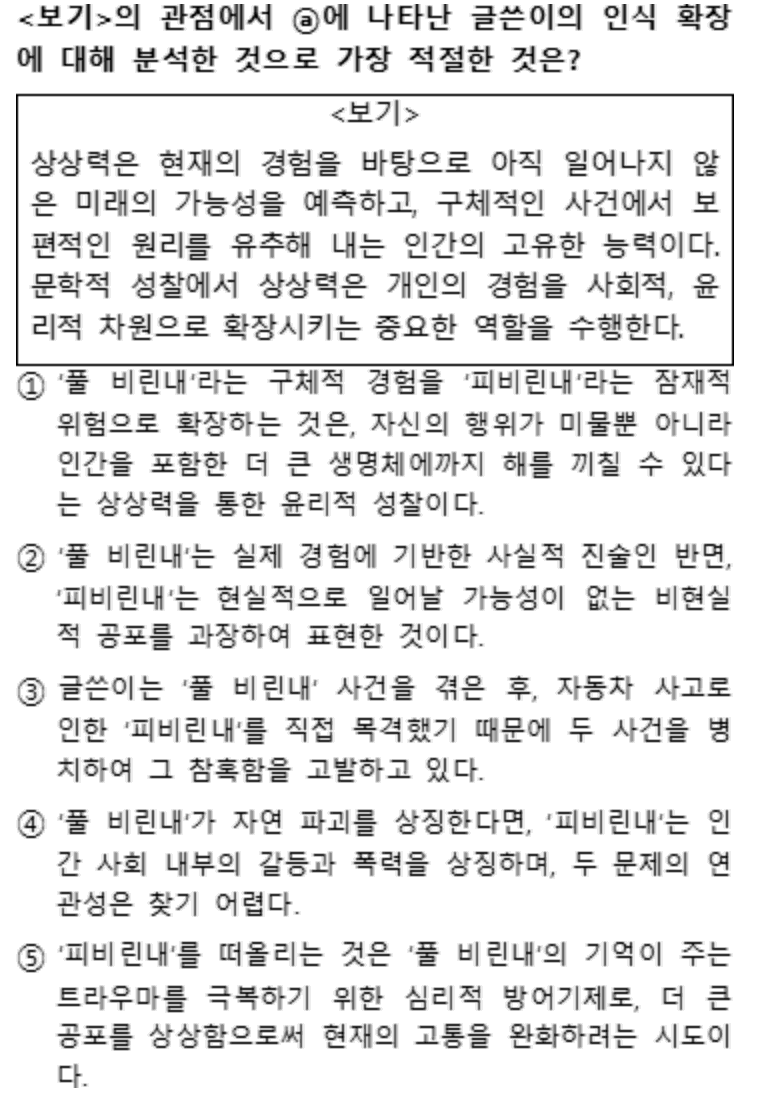 <보기>의 관점에서 ⓐ에 나타난 글쓴이의 인식 확장
에 대해 분석한 것으로 가장 적절한 것은?
<보기>
상상력은 현재의 경험을 바탕으로 아직 일어나지 않
은 미래의 가능성을 예측하고, 구체적인 사건에서 보
편적인 원리를 유추해 내는 인간의 고유한 능력이다.
문학적 성찰에서 상상력은 개인의 경험을 사회적, 윤
리적 차원으로 확장시키는 중요한 역할을 수행한다.
① '풀 비린내'라는 구체적 경험을 '피비린내'라는 잠재적
위험으로 확장하는 것은, 자신의 행위가 미물뿐 아니라
인간을 포함한 더 큰 생명체에까지 해를 끼칠 수 있다
는 상상력을 통한 윤리적 성찰이다.
② '풀 비린내'는 실제 경험에 기반한 사실적 진술인 반면,
'피비린내'는 현실적으로 일어날 가능성이 없는 비현실
적 공포를 과장하여 표현한 것이다.
③ 글쓴이는 '풀 비린내' 사건을 겪은 후, 자동차 사고로
인한 '피비린내'를 직접 목격했기 때문에 두 사건을 병
치하여 그 참혹함을 고발하고 있다.
④ '풀 비린내'가 자연 파괴를 상징한다면, '피비린내'는 인
간 사회 내부의 갈등과 폭력을 상징하며, 두 문제의 연
관성은 찾기 어렵다.
⑤ '피비린내'를 떠올리는 것은 '풀 비린내'의 기억이 주는
트라우마를 극복하기 위한 심리적 방어기제로, 더 큰
공포를 상상함으로써 현재의 고통을 완화하려는 시도이
다.